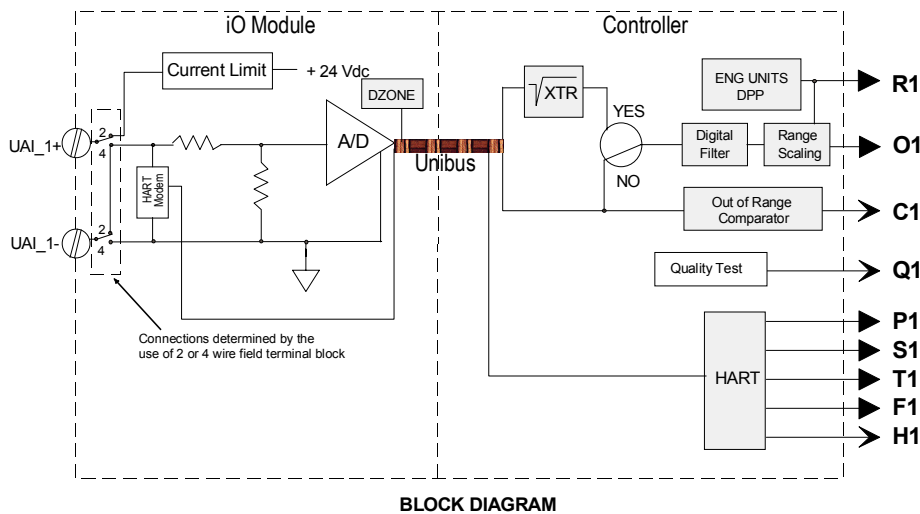 iO Module
Controller
Current Limit
+ 24 Vdc
DZONE
√XTR
YES
NO
ENG UNITS
DPP
R1
UAI_1+
2
4
A/D
Unibus
Digital
Filter
Range
Scaling
O1
HART
Modem
Out of Range
Comparator
C1
UAI_1-
2
4
Quality Test
Q1
Connections determined by the
use of 2 or 4 wire field terminal block
HART
P1
S1
T1
F1
H1
BLOCK DIAGRAM